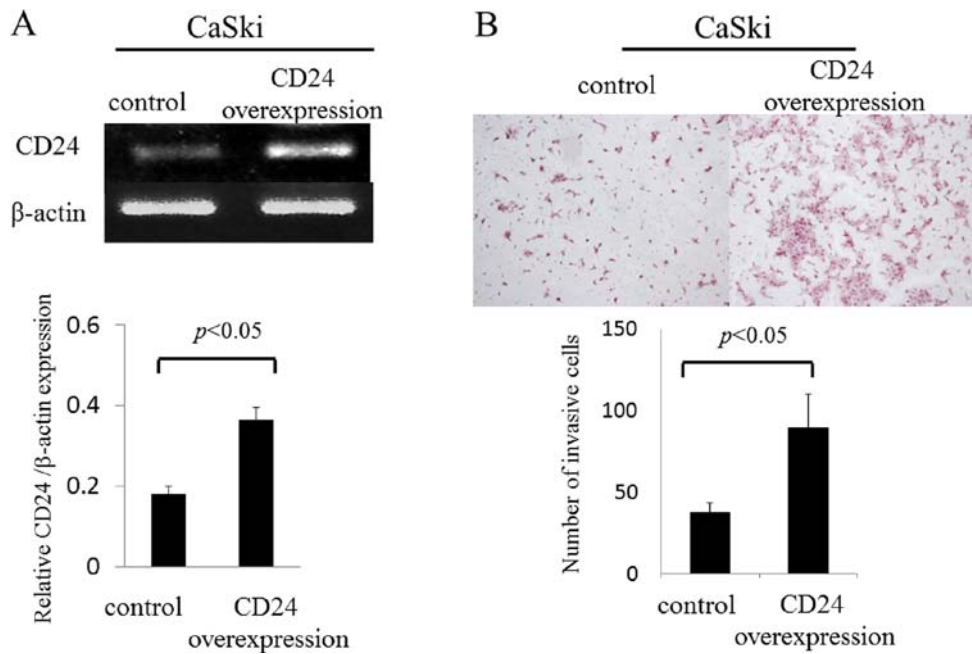 A
CaSki
control
CD24
overexpression
CD24
β-actin
Relative CD24 /β-actin expression
0.6
0.4
0.2
0
p<0.05
control
CD24
overexpression
B
CaSki
control
CD24
overexpression
Number of invasive cells
150
100
50
0
p<0.05
control
CD24
overexpression